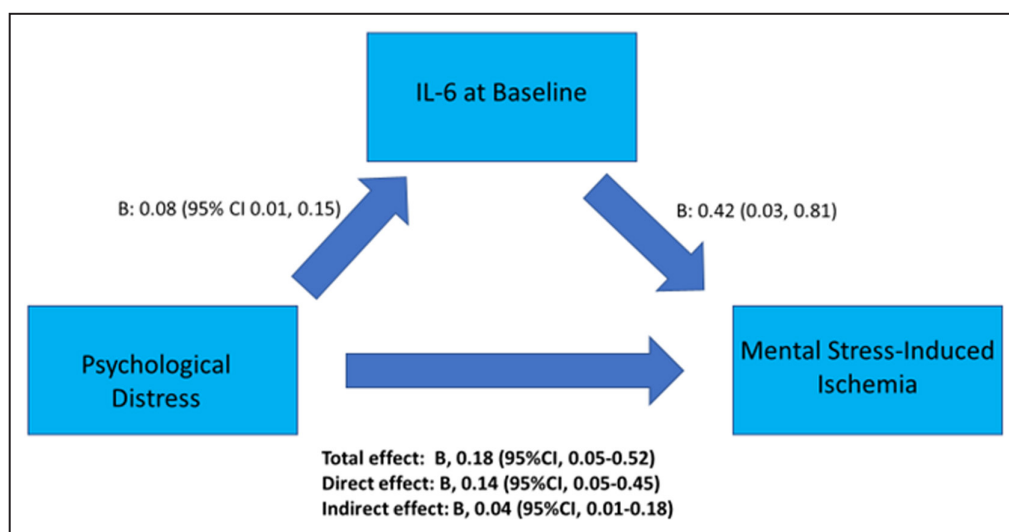 IL-6 at Baseline
B: 0.08 (95% CI 0.01, 0.15)
B: 0.42 (0.03, 0.81)
Psychological
Distress
Mental Stress-Induced
Ischemia
Total effect: B, 0.18 (95%CI, 0.05-0.52)
Direct effect: B, 0.14 (95%CI, 0.05-0.45)
Indirect effect: B, 0.04 (95%CI, 0.01-0.18)